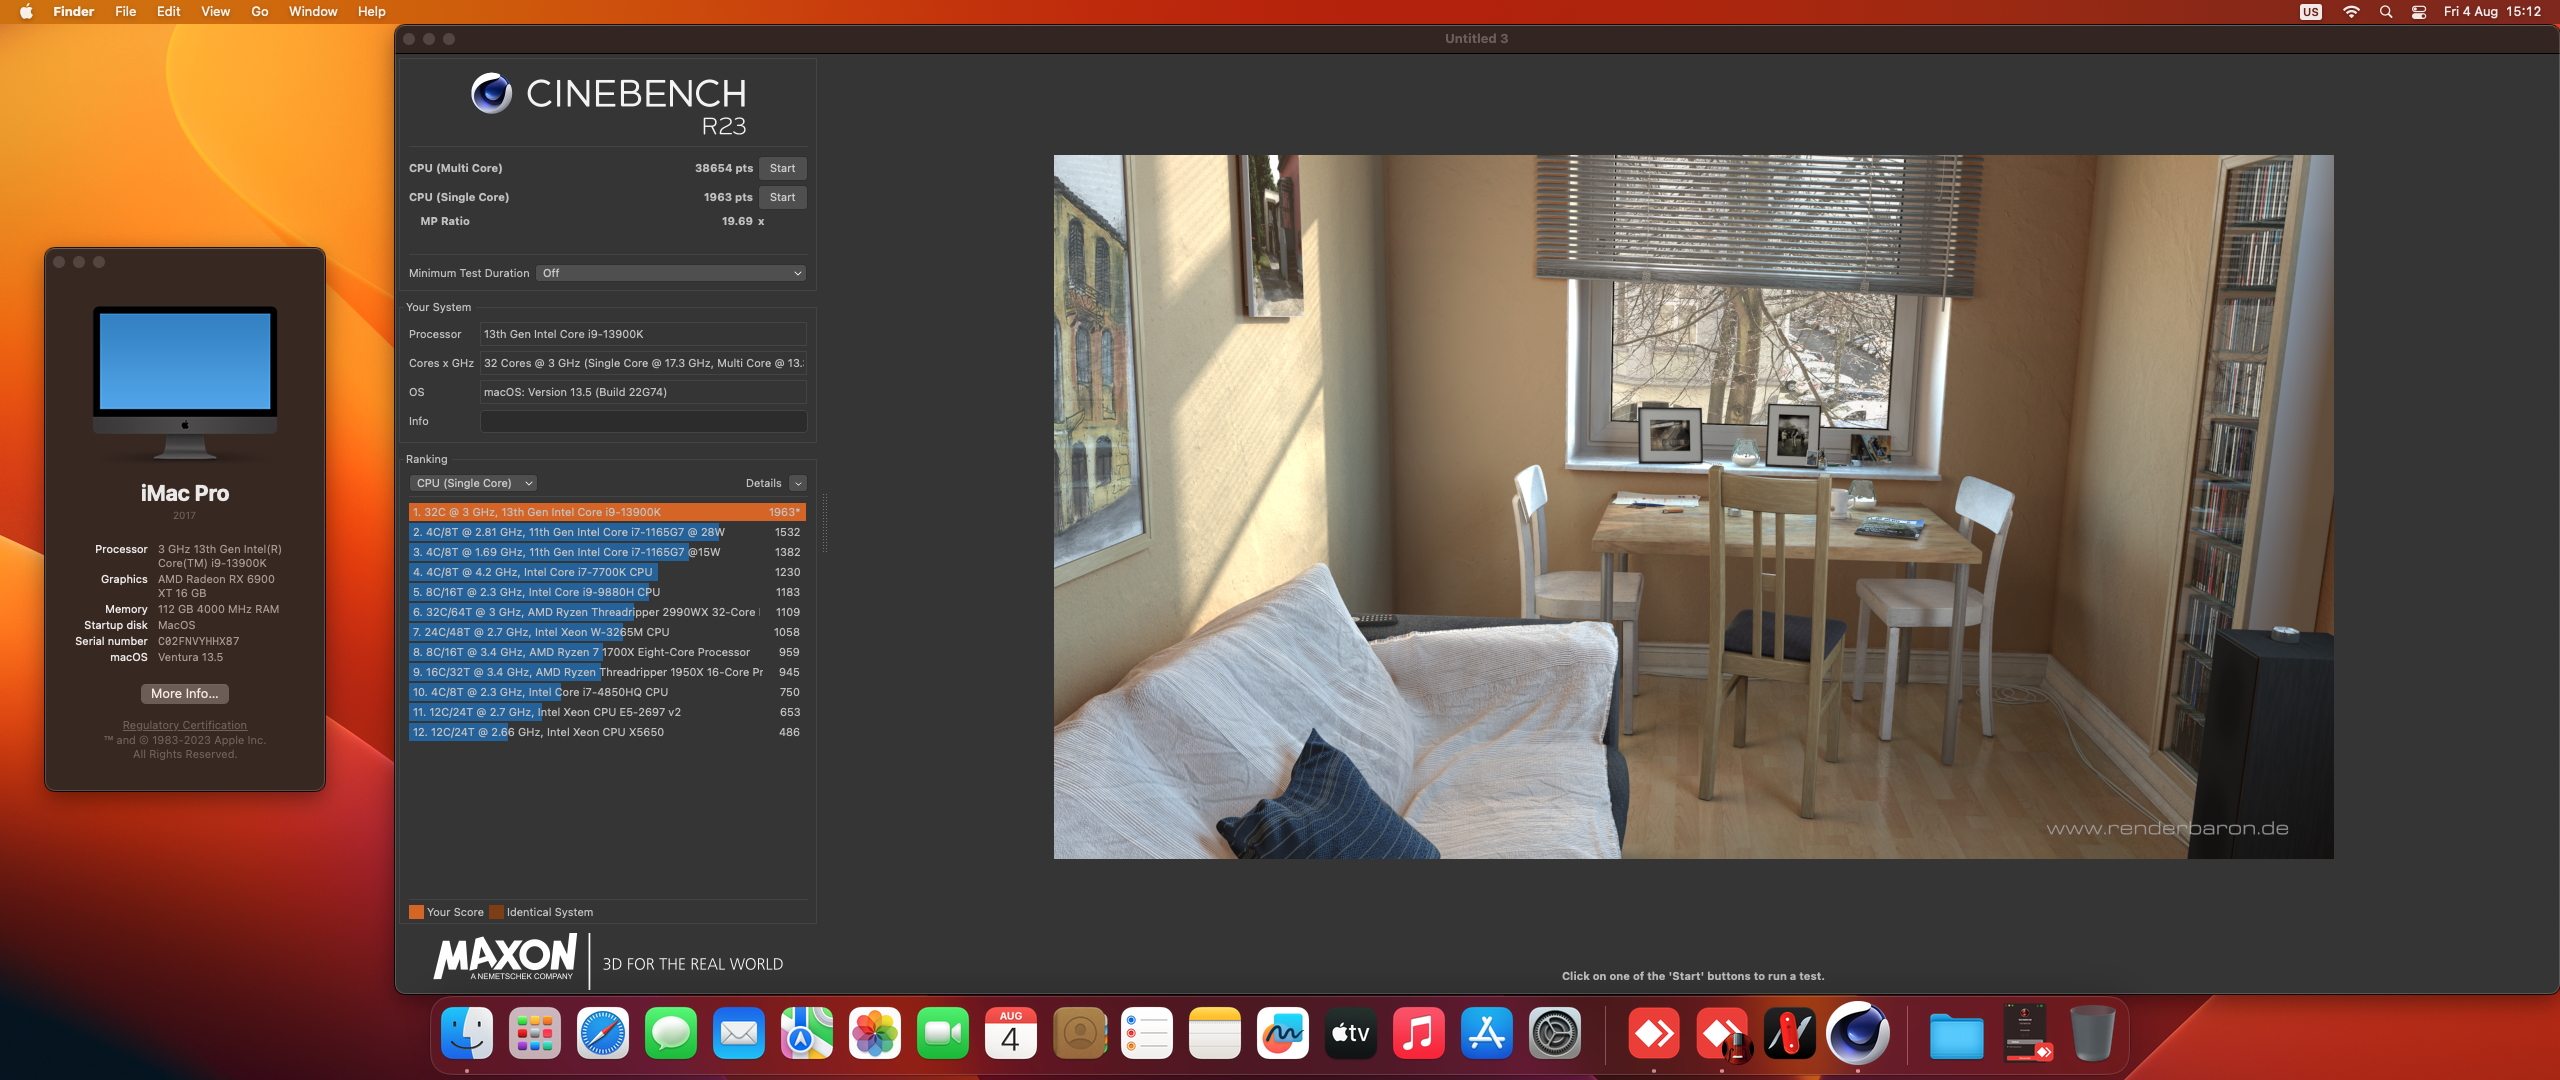 Finder File Edit View Go Window Help
US Fri 4 Aug 15:12
Untitled 3
CINEBENCH
R23
CPU (Multi Core) 38654 pts Start
CPU (Single Core) 1963 pts Start
MP Ratio 19.69 x
Minimum Test Duration Off
Your System
Processor 13th Gen Intel Core i9-13900K
Cores x GHz 32 Cores @ 3 GHz (Single Core @ 17.3 GHz, Multi Core @ 13.
OS macOS: Version 13.5 (Build 22G74)
Info
Ranking
CPU (Single Core) Details
1. 32C @ 3 GHz, 13th Gen Intel Core i9-13900K 1963*
2. 4C/8T @ 2.81 GHz, 11th Gen Intel Core i7-1165G7 @ 28W 1532
3. 4C/8T @ 1.69 GHz, 11th Gen Intel Core i7-1165G7 @15W 1382
4. 4C/8T @ 4.2 GHz, Intel Core i7-7700K CPU 1230
5. 8C/16T @ 2.3 GHz, Intel Core i9-9880H CPU 1183
6. 32C/64T @ 3 GHz, AMD Ryzen Threadripper 2990WX 32-Core 1109
7. 24C/48T @ 2.7 GHz, Intel Xeon W-3265M CPU 1058
8. 8C/16T @ 3.4 GHz, AMD Ryzen 7 1700X Eight-Core Processor 959
9. 16C/32T @ 3.4 GHz, AMD Ryzen Threadripper 1950X 16-Core Pr 945
10. 4C/8T @ 2.3 GHz, Intel Core i7-4850HQ CPU 750
11. 12C/24T @ 2.7 GHz, Intel Xeon CPU E5-2697 v2 653
12. 12C/24T @ 2.66 GHz, Intel Xeon CPU X5650 486
Your Score Identical System
MAXON
A NEMETSCHEK COMPANY
3D FOR THE REAL WORLD
www.renderbaron.de
Click on one of the 'Start' buttons to run a test.
iMac Pro
2017
Processor 3 GHz 13th Gen Intel(R)
Core(TM) i9-13900K
Graphics AMD Radeon RX 6900
XT 16 GB
Memory 112 GB 4000 MHz RAM
Startup disk MacOS
Serial number C02FNVYHHX87
macOS Ventura 13.5
More Info...
Regulatory Certification
™ and © 1983-2023 Apple Inc.
All Rights Reserved.
AUG
4
tv